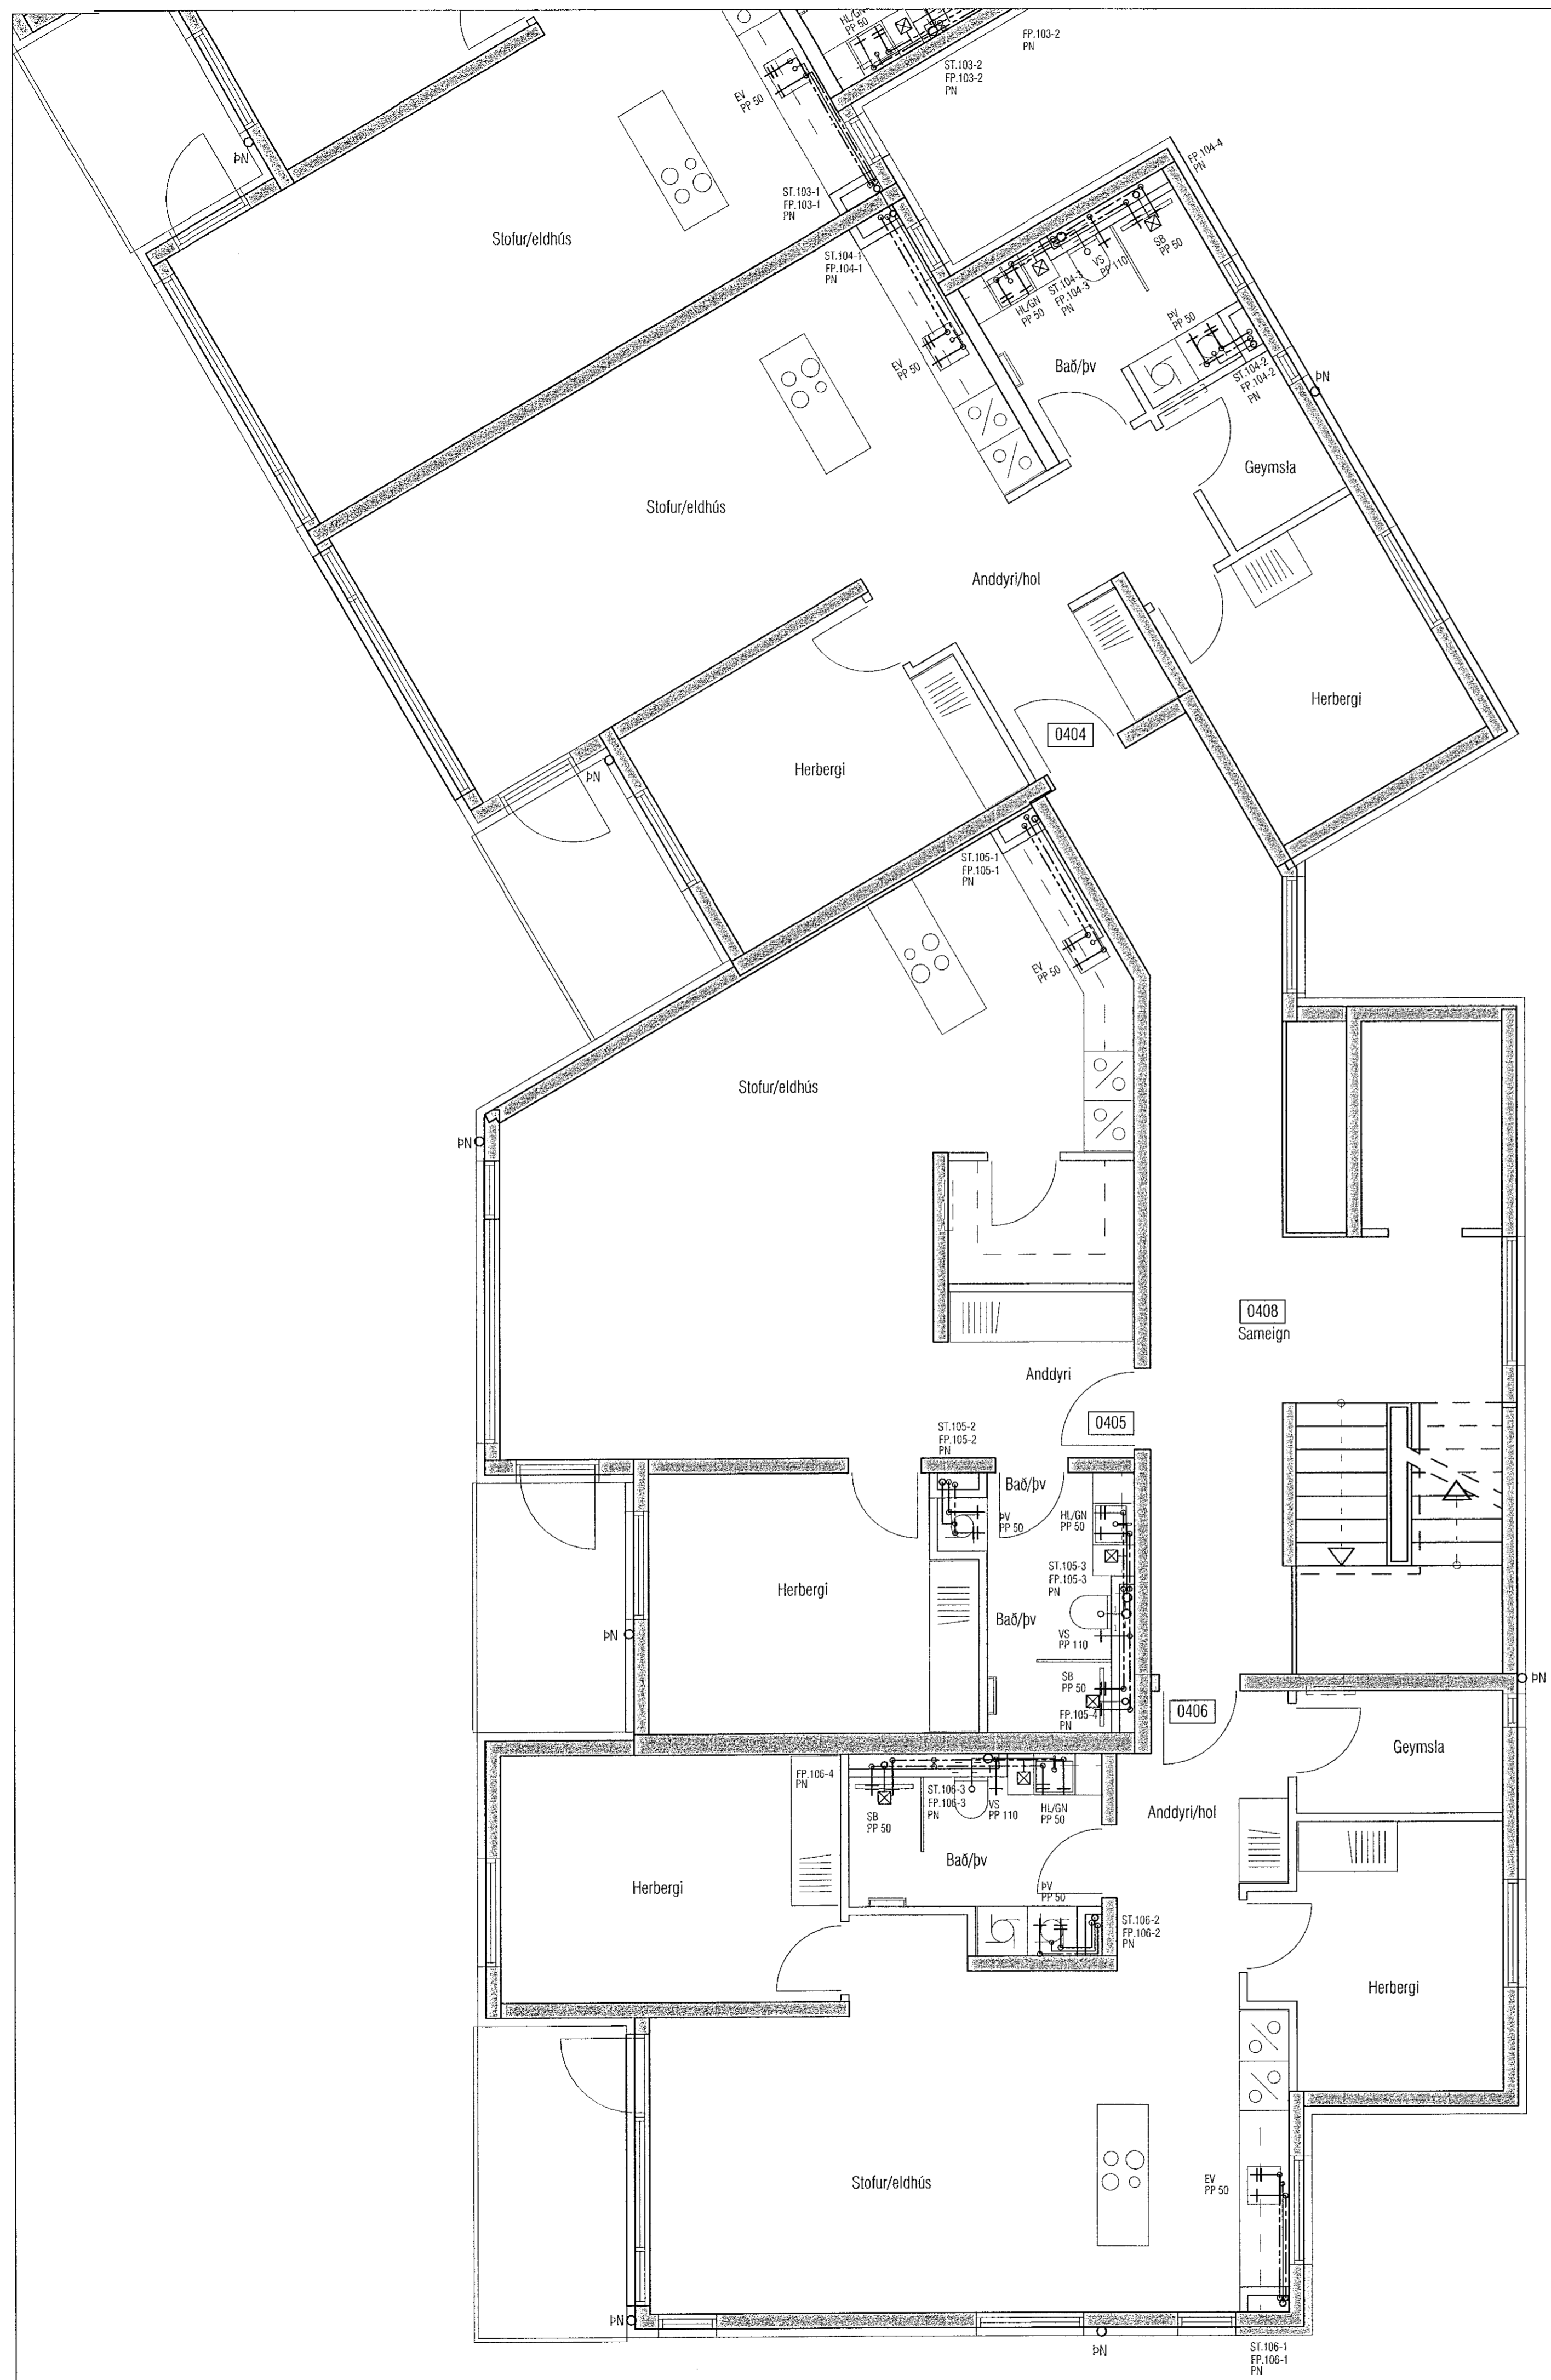 HL/GN
PP 50
FP.103-2
PN
ST.103-2
FP.103-2
PN
EV
PP 50
ÞN
ST.103-1
FP.103-1
PN
Stofur/eldhús
FP.104-4
PN
ST.104-1
FP.104-1
PN
SB
PP 50
VS
PP 110
ST.104-3
FP.104-3
PN
HL/GN
PP 50
ÞV
PP 50
EV
PP 50
Bað/þv
ST.104-2
FP.104-2
PN
ÞN
Geymsla
Stofur/eldhús
Anddyri/hol
Herbergi
0404
Herbergi
ÞN
ST.105-1
FP.105-1
PN
EV
PP 50
Stofur/eldhús
ÞN
0408
Sameign
Anddyri
0405
ST.105-2
FP.105-2
PN
Bað/þv
ÞV
PP 50
HL/GN
PP 50
ST.105-3
FP.105-3
PN
Herbergi
Bað/þv
ÞN
VS
PP 110
SB
PP 50
FP.105-4
PN
ÞN
0406
Geymsla
FP.106-4
PN
ST.106-3
FP.106-3
PN
VS
PP 110
HL/GN
PP 50
SB
PP 50
Anddyri/hol
Bað/þv
Herbergi
ÞV
PP 50
ST.106-2
FP.106-2
PN
Herbergi
Stofur/eldhús
EV
PP 50
ÞN
ÞN
ST.106-1
FP.106-1
PN